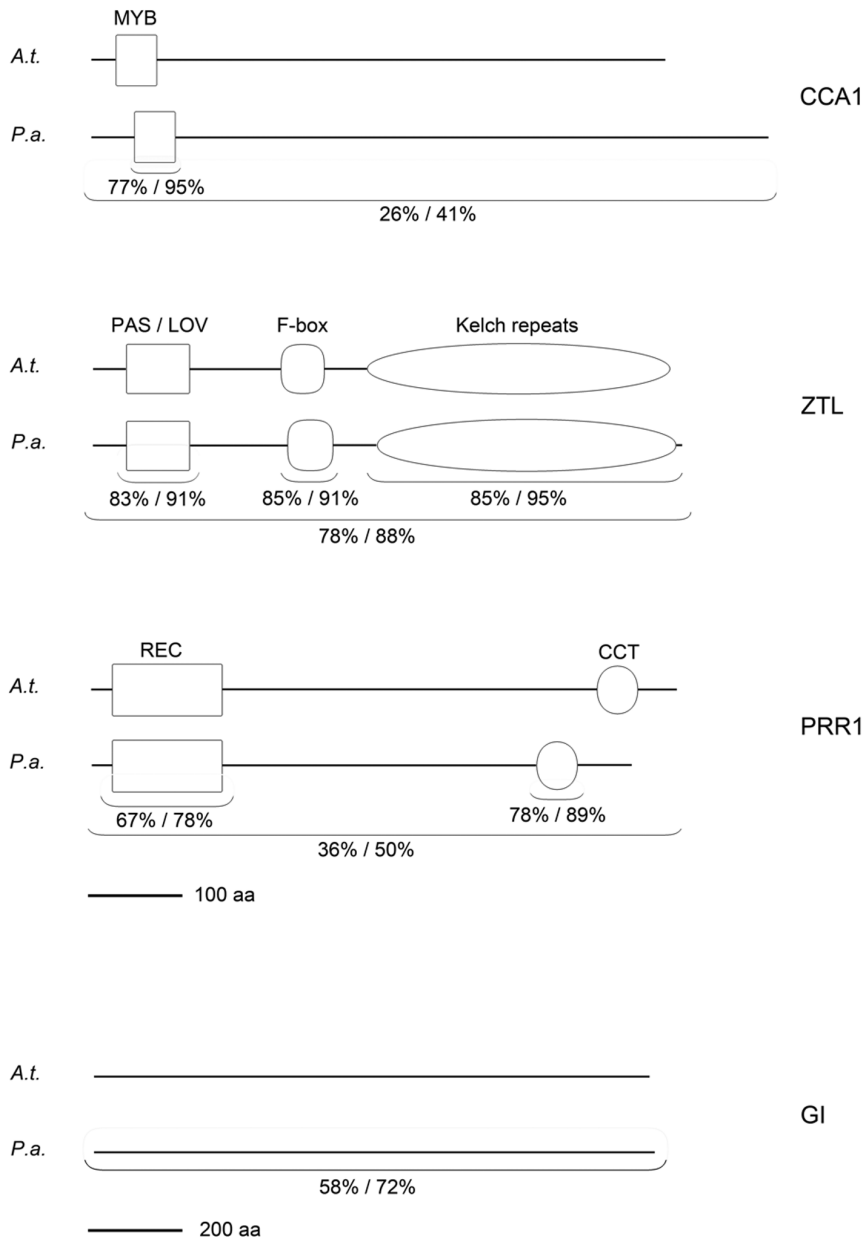 MYB
A.t.
CCA1
P.a.
77% / 95%
26% / 41%
PAS / LOV F-box Kelch repeats
A.t.
ZTL
P.a.
83% / 91% 85% / 91% 85% / 95%
78% / 88%
REC CCT
A.t.
PRR1
P.a.
67% / 78% 78% / 89%
36% / 50%
100 aa
A.t.
GI
P.a.
58% / 72%
200 aa